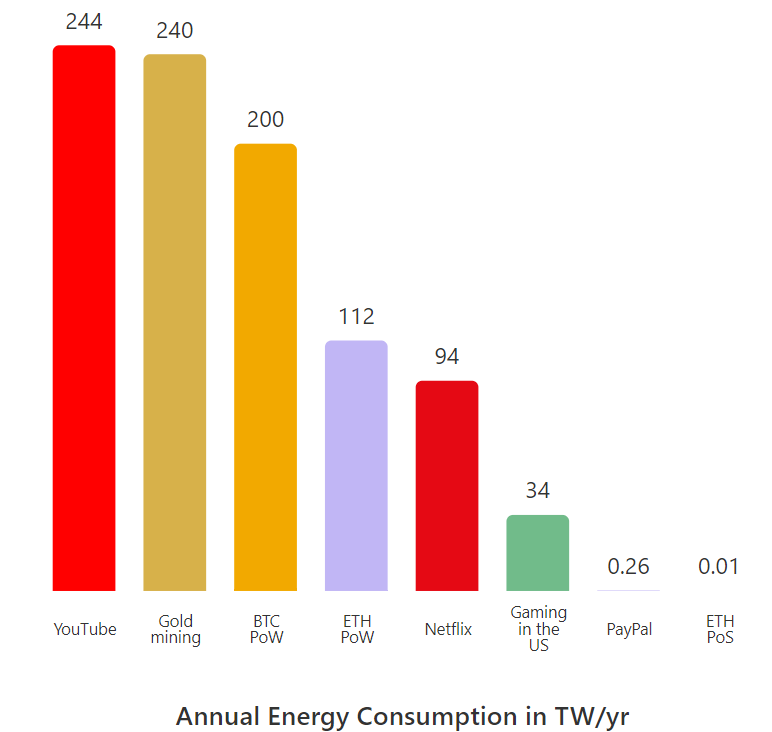 244
240
200
112
94
34
0.26
0.01
YouTube
Gold
mining
BTC
PoW
ETH
PoW
Netflix
Gaming
in the
US
PayPal
ETH
PoS
Annual Energy Consumption in TW/yr